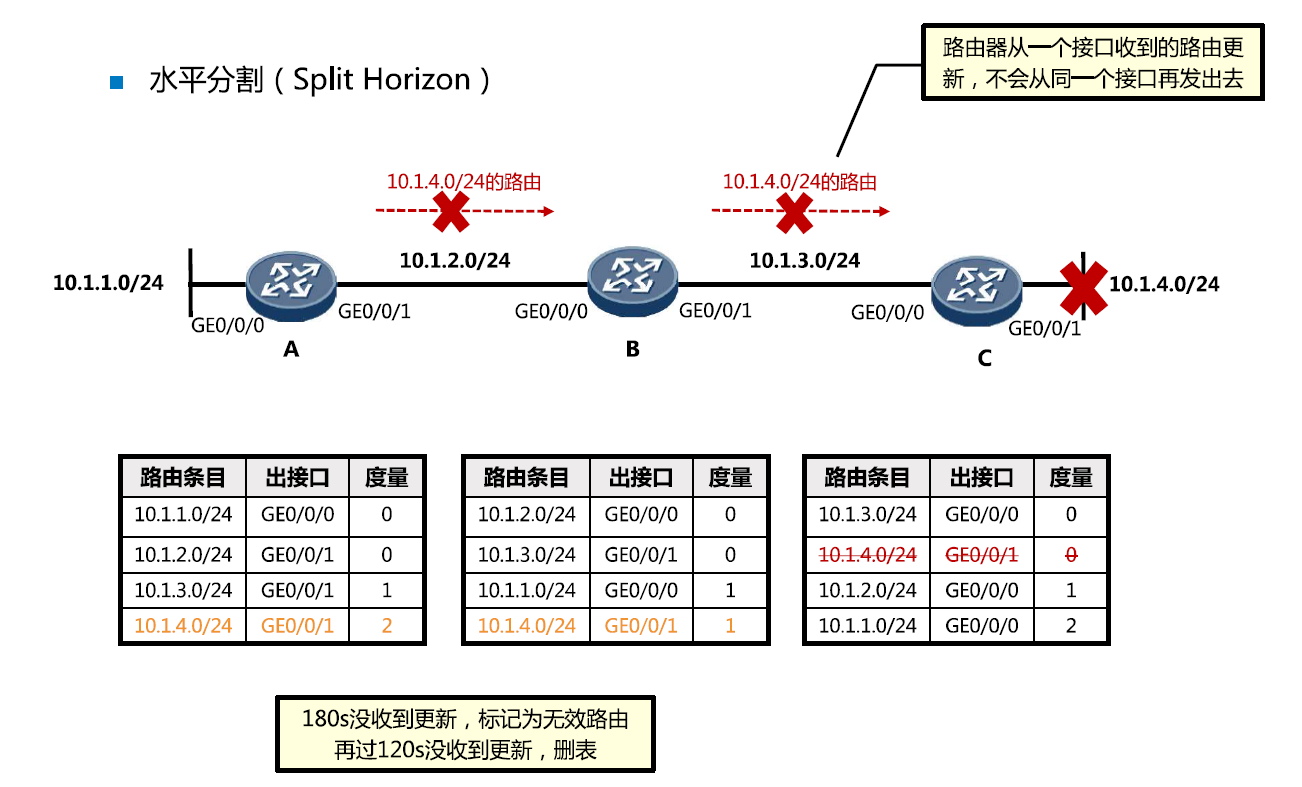 水平分割（Split Horizon）
路由器从一个接口收到的路由更
新，不会从同一个接口再发出去
10.1.4.0/24的路由
10.1.4.0/24的路由
10.1.1.0/24
10.1.2.0/24
10.1.3.0/24
10.1.4.0/24
GE0/0/0
GE0/0/1
GE0/0/0
GE0/0/1
GE0/0/0
GE0/0/1
A
B
C
路由条目 出接口 度量
10.1.1.0/24 GE0/0/0 0
10.1.2.0/24 GE0/0/1 0
10.1.3.0/24 GE0/0/1 1
10.1.4.0/24 GE0/0/1 2
路由条目 出接口 度量
10.1.2.0/24 GE0/0/0 0
10.1.3.0/24 GE0/0/1 0
10.1.1.0/24 GE0/0/0 1
10.1.4.0/24 GE0/0/1 1
路由条目 出接口 度量
10.1.3.0/24 GE0/0/0 0
10.1.4.0/24 GE0/0/1 0
10.1.2.0/24 GE0/0/0 1
10.1.1.0/24 GE0/0/0 2
180s没收到更新，标记为无效路由
再过120s没收到更新，删表